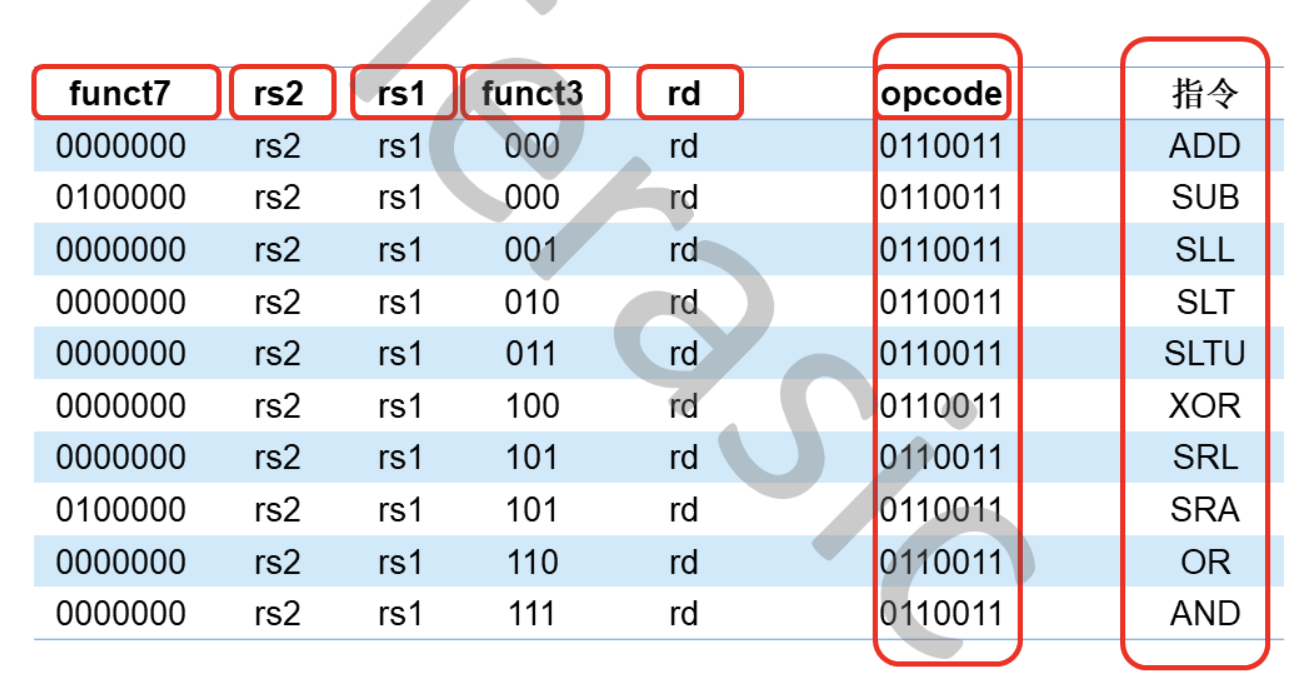 funct7 rs2 rs1 funct3 rd opcode 指令
0000000 rs2 rs1 000 rd 0110011 ADD
0100000 rs2 rs1 000 rd 0110011 SUB
0000000 rs2 rs1 001 rd 0110011 SLL
0000000 rs2 rs1 010 rd 0110011 SLT
0000000 rs2 rs1 011 rd 0110011 SLTU
0000000 rs2 rs1 100 rd 0110011 XOR
0000000 rs2 rs1 101 rd 0110011 SRL
0100000 rs2 rs1 101 rd 0110011 SRA
0000000 rs2 rs1 110 rd 0110011 OR
0000000 rs2 rs1 111 rd 0110011 AND
Terasic